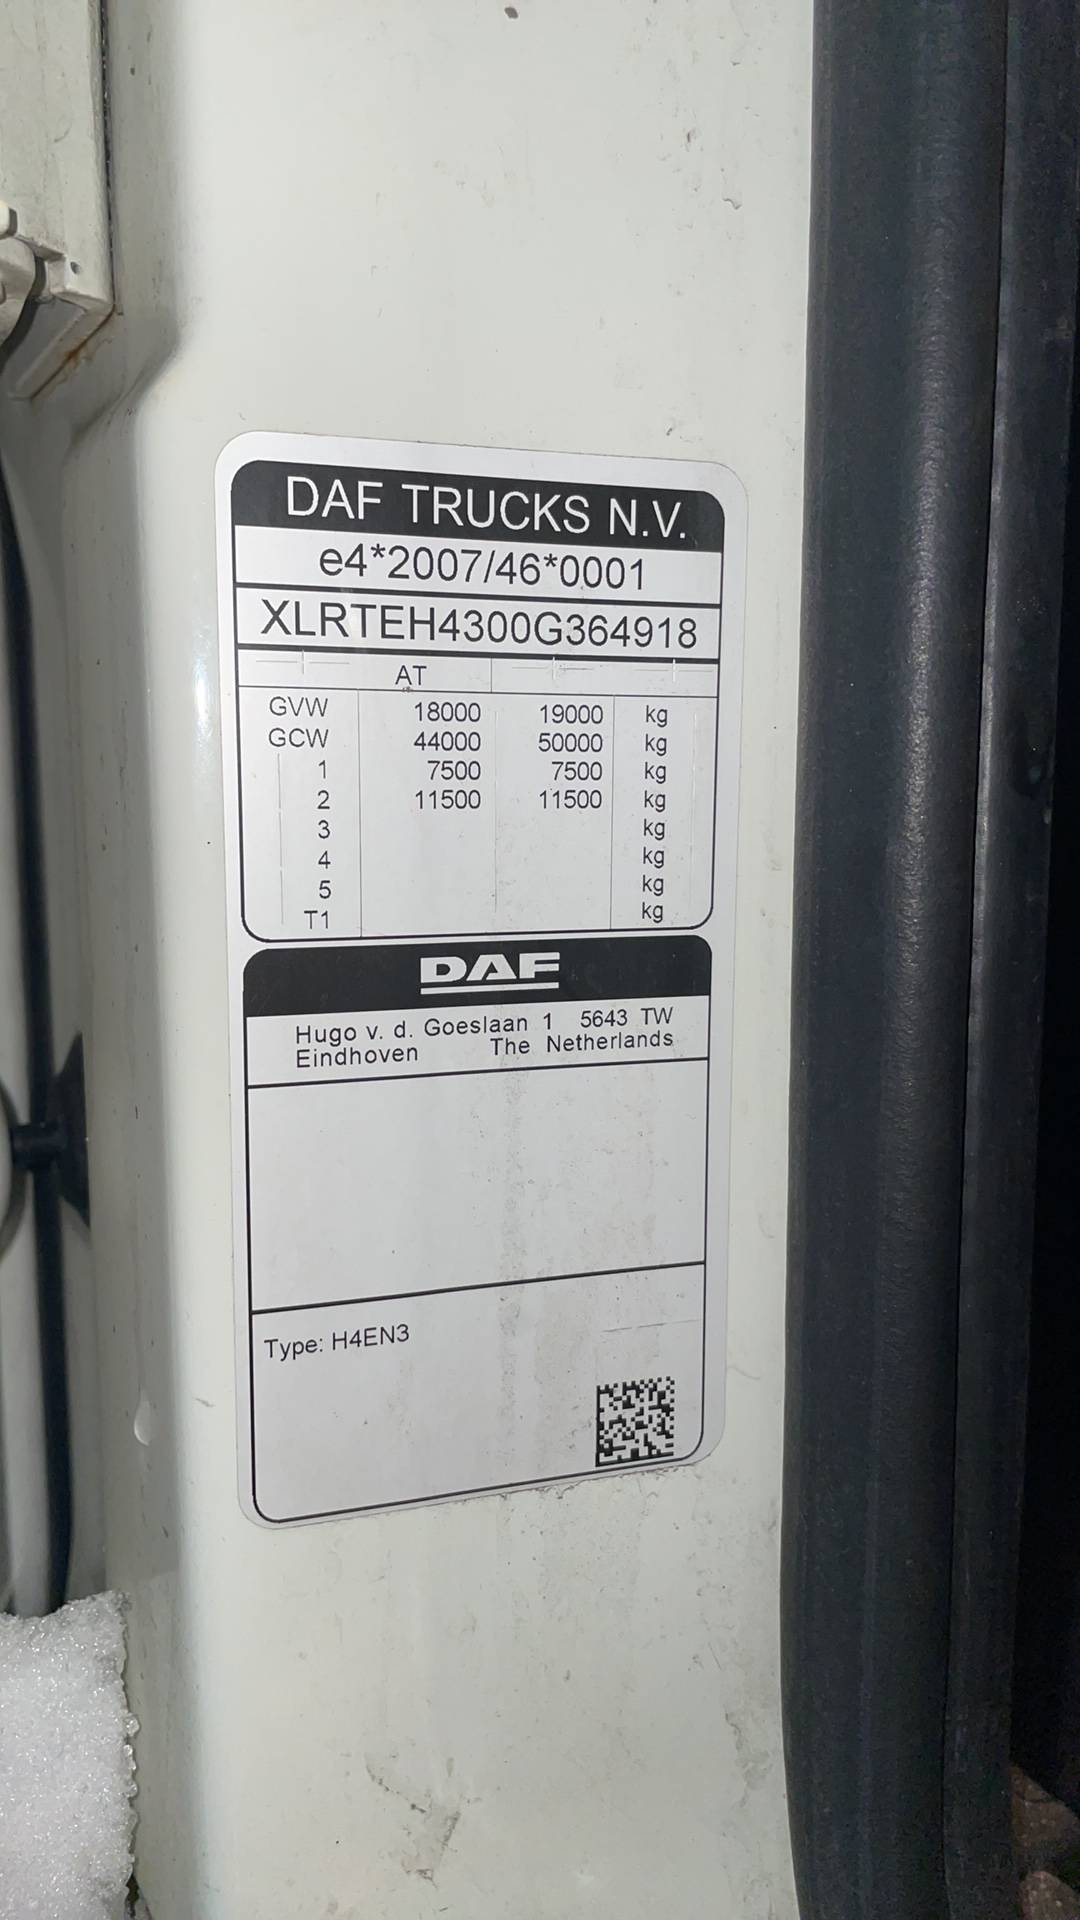 DAF TRUCKS N.V.
e4*2007/46*0001
XLRTEH4300G364918
AT
GVW 18000 19000 kg
GCW 44000 50000 kg
1 7500 7500 kg
2 11500 11500 kg
3 kg
4 kg
5 kg
T1 kg
DAF
Hugo v. d. Goeslaan 1 5643 TW
Eindhoven The Netherlands
Type: H4EN3